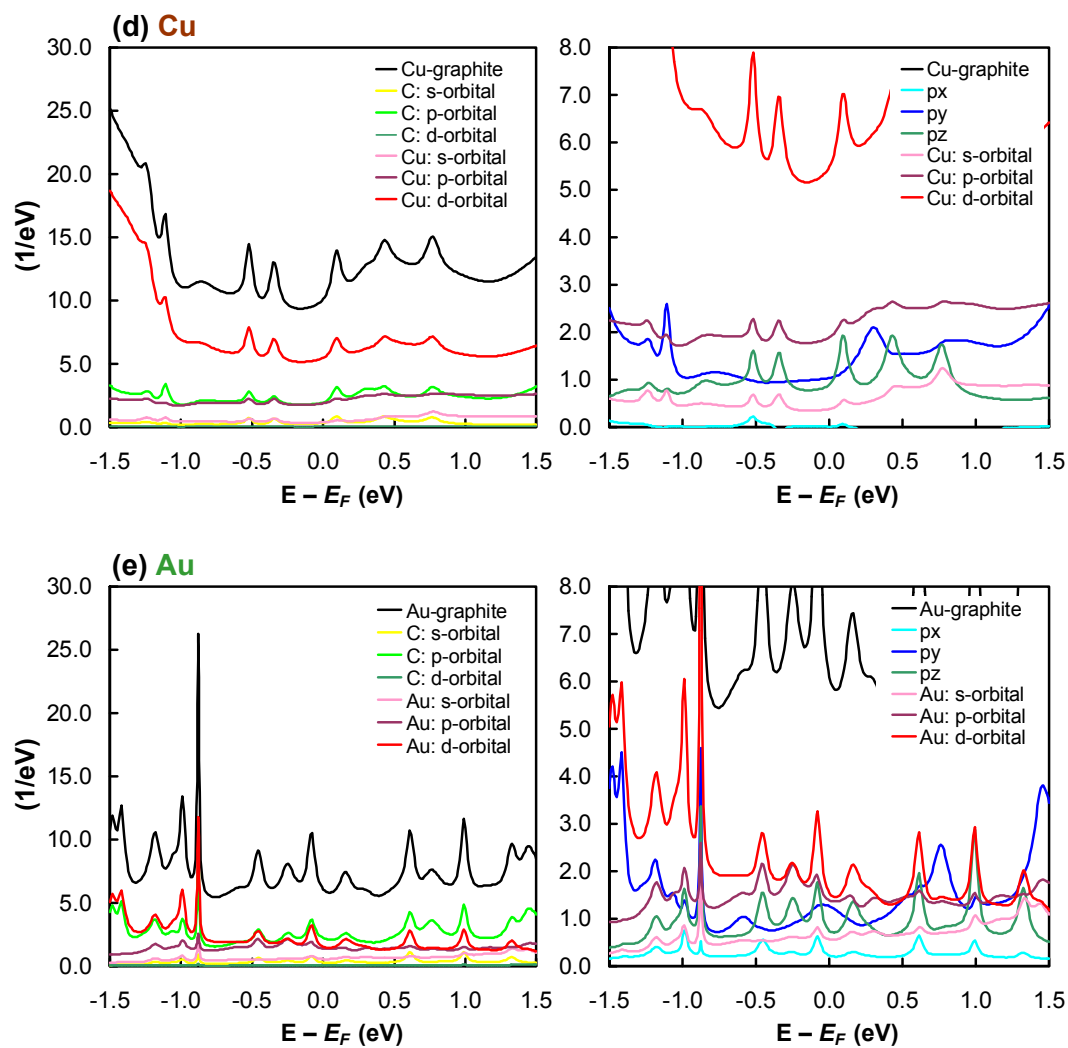 (d) Cu
30.0
25.0
20.0
15.0
10.0
5.0
0.0
(1/eV)
-1.5 -1.0 -0.5 0.0 0.5 1.0 1.5
E – E_F (eV)
Cu-graphite
C: s-orbital
C: p-orbital
C: d-orbital
Cu: s-orbital
Cu: p-orbital
Cu: d-orbital
8.0
7.0
6.0
5.0
4.0
3.0
2.0
1.0
0.0
-1.5 -1.0 -0.5 0.0 0.5 1.0 1.5
E – E_F (eV)
Cu-graphite
px
py
pz
Cu: s-orbital
Cu: p-orbital
Cu: d-orbital
(e) Au
30.0
25.0
20.0
15.0
10.0
5.0
0.0
(1/eV)
-1.5 -1.0 -0.5 0.0 0.5 1.0 1.5
E – E_F (eV)
Au-graphite
C: s-orbital
C: p-orbital
C: d-orbital
Au: s-orbital
Au: p-orbital
Au: d-orbital
8.0
7.0
6.0
5.0
4.0
3.0
2.0
1.0
0.0
-1.5 -1.0 -0.5 0.0 0.5 1.0 1.5
E – E_F (eV)
Au-graphite
px
py
pz
Au: s-orbital
Au: p-orbital
Au: d-orbital